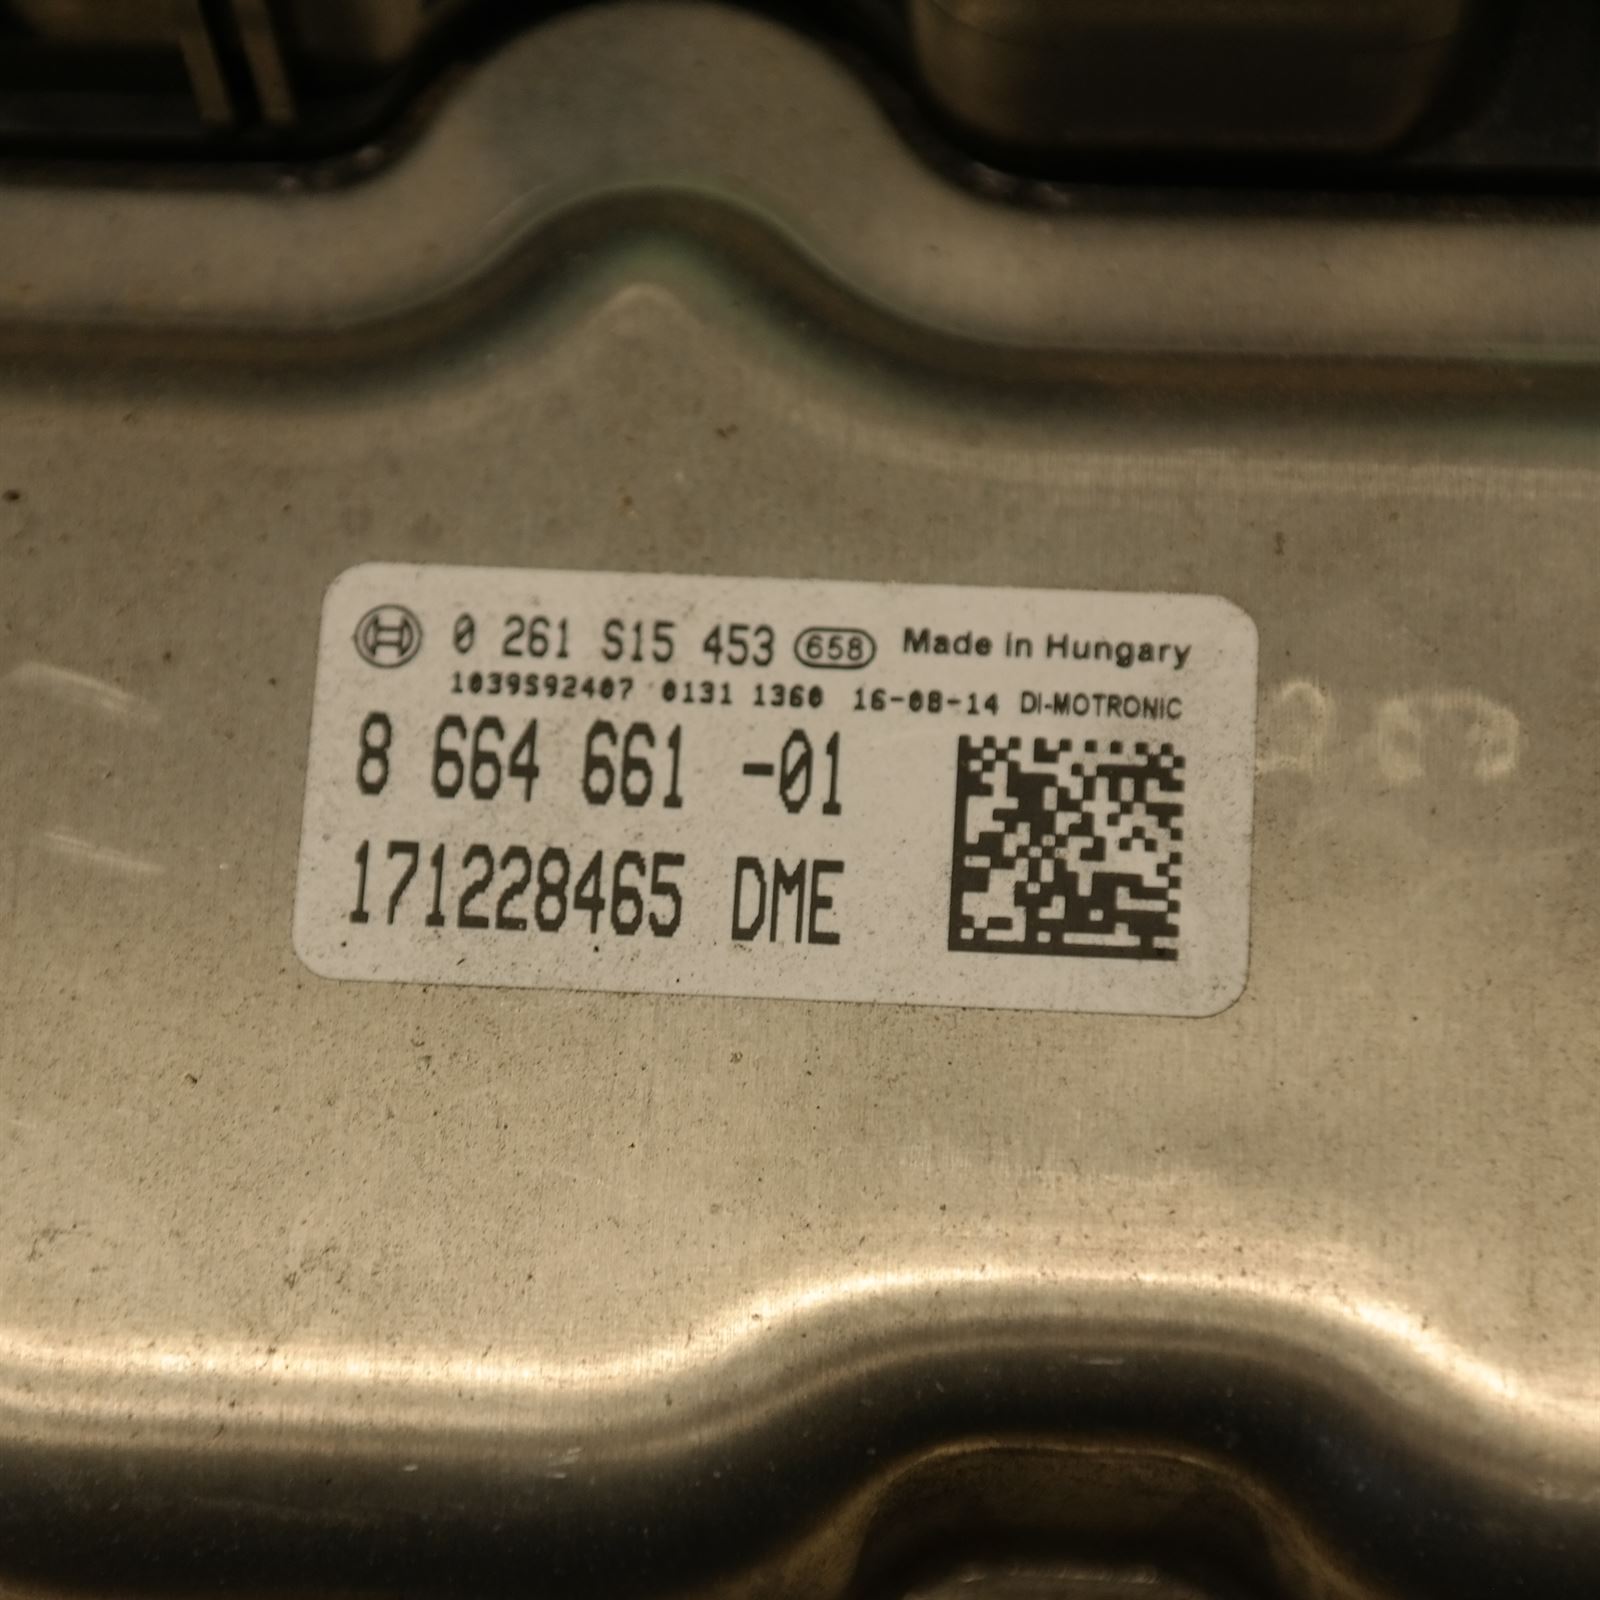 0 261 S15 453 658 Made in Hungary
1039S92407 0131 1360 16-08-14 DI-MOTRONIC
8 664 661 -01
171228465 DME